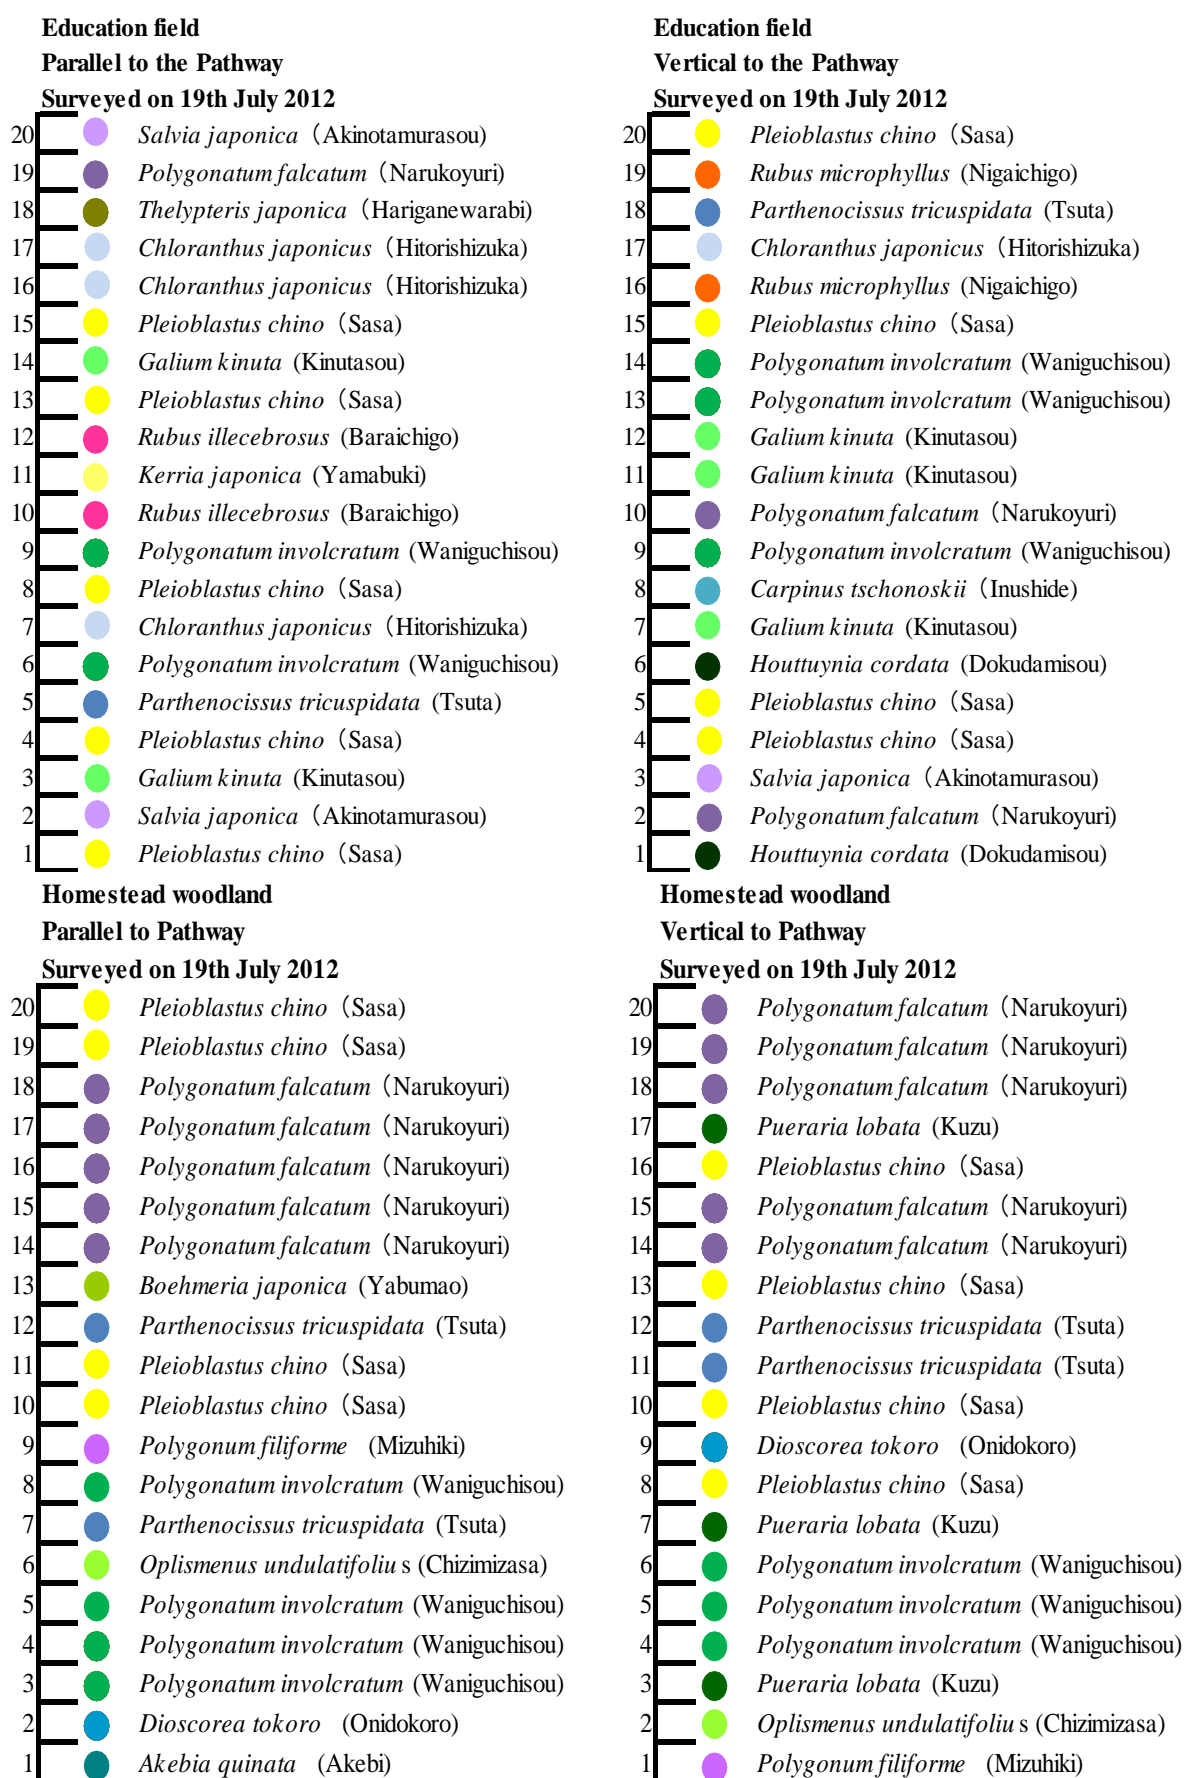 Education field
Parallel to the Pathway
Surveyed on 19th July 2012
20 Salvia japonica（Akinotamurasou)
19 Polygonatum falcatum（Narukoyuri)
18 Thelypteris japonica（Hariganewarabi)
17 Chloranthus japonicus（Hitorishizuka)
16 Chloranthus japonicus（Hitorishizuka)
15 Pleioblastus chino（Sasa)
14 Galium kinuta (Kinutasou)
13 Pleioblastus chino（Sasa)
12 Rubus illecebrosus (Baraichigo)
11 Kerria japonica (Yamabuki)
10 Rubus illecebrosus (Baraichigo)
9 Polygonatum involcratum (Waniguchisou)
8 Pleioblastus chino（Sasa)
7 Chloranthus japonicus（Hitorishizuka)
6 Polygonatum involcratum (Waniguchisou)
5 Parthenocissus tricuspidata (Tsuta)
4 Pleioblastus chino（Sasa)
3 Galium kinuta (Kinutasou)
2 Salvia japonica（Akinotamurasou)
1 Pleioblastus chino（Sasa)
Education field
Vertical to the Pathway
Surveyed on 19th July 2012
20 Pleioblastus chino（Sasa)
19 Rubus microphyllus (Nigaichigo)
18 Parthenocissus tricuspidata (Tsuta)
17 Chloranthus japonicus（Hitorishizuka)
16 Rubus microphyllus (Nigaichigo)
15 Pleioblastus chino（Sasa)
14 Polygonatum involcratum (Waniguchisou)
13 Polygonatum involcratum (Waniguchisou)
12 Galium kinuta (Kinutasou)
11 Galium kinuta (Kinutasou)
10 Polygonatum falcatum（Narukoyuri)
9 Polygonatum involcratum (Waniguchisou)
8 Carpinus tschonoskii（Inushide)
7 Galium kinuta (Kinutasou)
6 Houttuynia cordata (Dokudamisou)
5 Pleioblastus chino（Sasa)
4 Pleioblastus chino（Sasa)
3 Salvia japonica（Akinotamurasou)
2 Polygonatum falcatum（Narukoyuri)
1 Houttuynia cordata (Dokudamisou)
Homestead woodland
Parallel to Pathway
Surveyed on 19th July 2012
20 Pleioblastus chino（Sasa)
19 Pleioblastus chino（Sasa)
18 Polygonatum falcatum（Narukoyuri)
17 Polygonatum falcatum（Narukoyuri)
16 Polygonatum falcatum（Narukoyuri)
15 Polygonatum falcatum（Narukoyuri)
14 Polygonatum falcatum（Narukoyuri)
13 Boehmeria japonica (Yabumao)
12 Parthenocissus tricuspidata (Tsuta)
11 Pleioblastus chino（Sasa)
10 Pleioblastus chino（Sasa)
9 Polygonum filiforme (Mizuhiki)
8 Polygonatum involcratum (Waniguchisou)
7 Parthenocissus tricuspidata (Tsuta)
6 Oplismenus undulatifoliu s (Chizimizasa)
5 Polygonatum involcratum (Waniguchisou)
4 Polygonatum involcratum (Waniguchisou)
3 Polygonatum involcratum (Waniguchisou)
2 Dioscorea tokoro (Onidokoro)
1 Akebia quinata (Akebi)
Homestead woodland
Vertical to Pathway
Surveyed on 19th July 2012
20 Polygonatum falcatum（Narukoyuri)
19 Polygonatum falcatum（Narukoyuri)
18 Polygonatum falcatum（Narukoyuri)
17 Pueraria lobata (Kuzu)
16 Pleioblastus chino（Sasa)
15 Polygonatum falcatum（Narukoyuri)
14 Polygonatum falcatum（Narukoyuri)
13 Pleioblastus chino（Sasa)
12 Parthenocissus tricuspidata (Tsuta)
11 Parthenocissus tricuspidata (Tsuta)
10 Pleioblastus chino（Sasa)
9 Dioscorea tokoro (Onidokoro)
8 Pleioblastus chino（Sasa)
7 Pueraria lobata (Kuzu)
6 Polygonatum involcratum (Waniguchisou)
5 Polygonatum involcratum (Waniguchisou)
4 Polygonatum involcratum (Waniguchisou)
3 Pueraria lobata (Kuzu)
2 Oplismenus undulatifoliu s (Chizimizasa)
1 Polygonum filiforme (Mizuhiki)